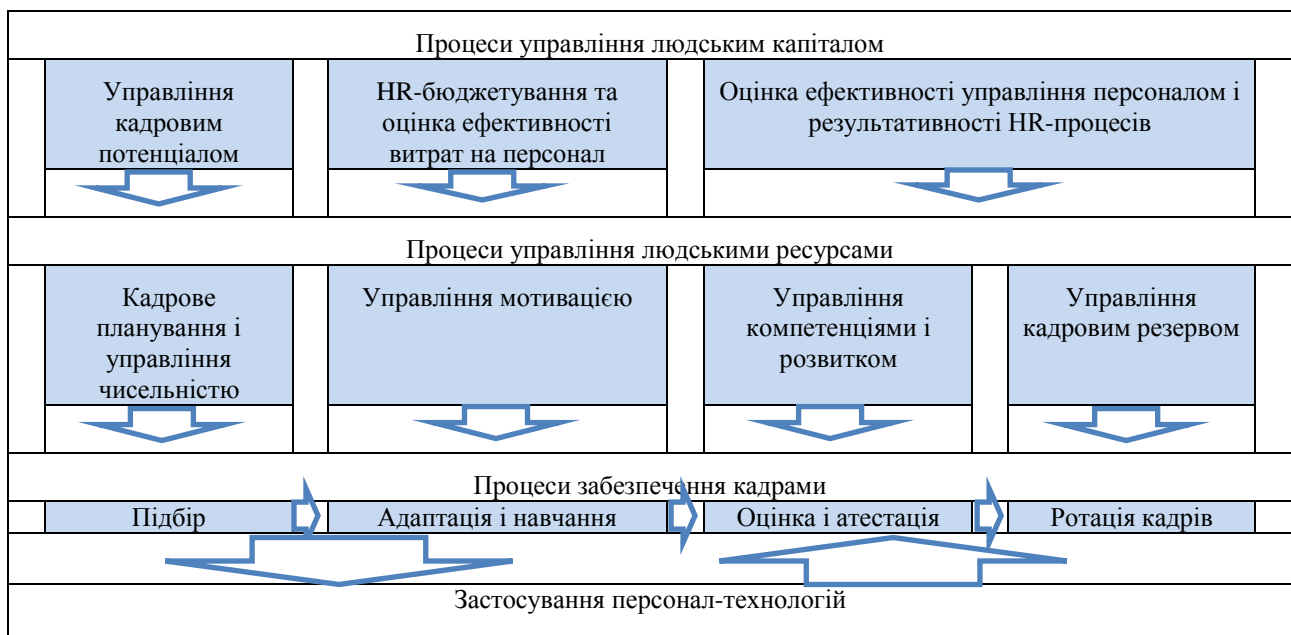 Процеси управління людським капіталом
Управління
кадровим
потенціалом
HR-бюджетування та
оцінка ефективності
витрат на персонал
Оцінка ефективності управління персоналом і
результативності HR-процесів
Процеси управління людськими ресурсами
Кадрове
планування і
управління
чисельністю
Управління мотивацією
Управління
компетенціями і
розвитком
Управління
кадровим резервом
Процеси забезпечення кадрами
Підбір
Адаптація і навчання
Оцінка і атестація
Ротація кадрів
Застосування персонал-технологій